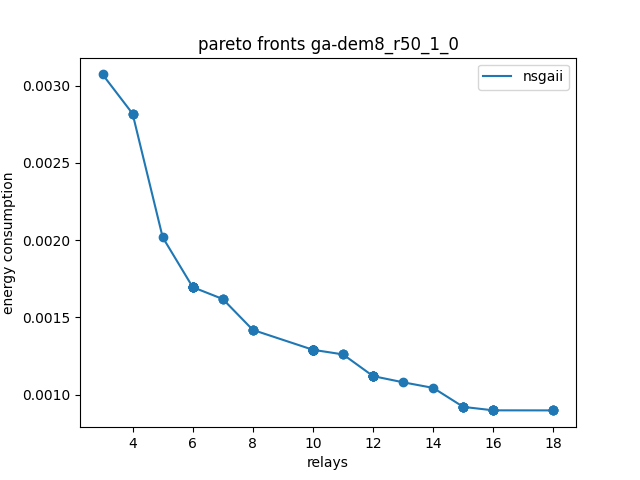 pareto fronts ga-dem8_r50_1_0
nsgaii
0.0030
0.0025
0.0020
0.0015
0.0010
energy consumption
4 6 8 10 12 14 16 18
relays